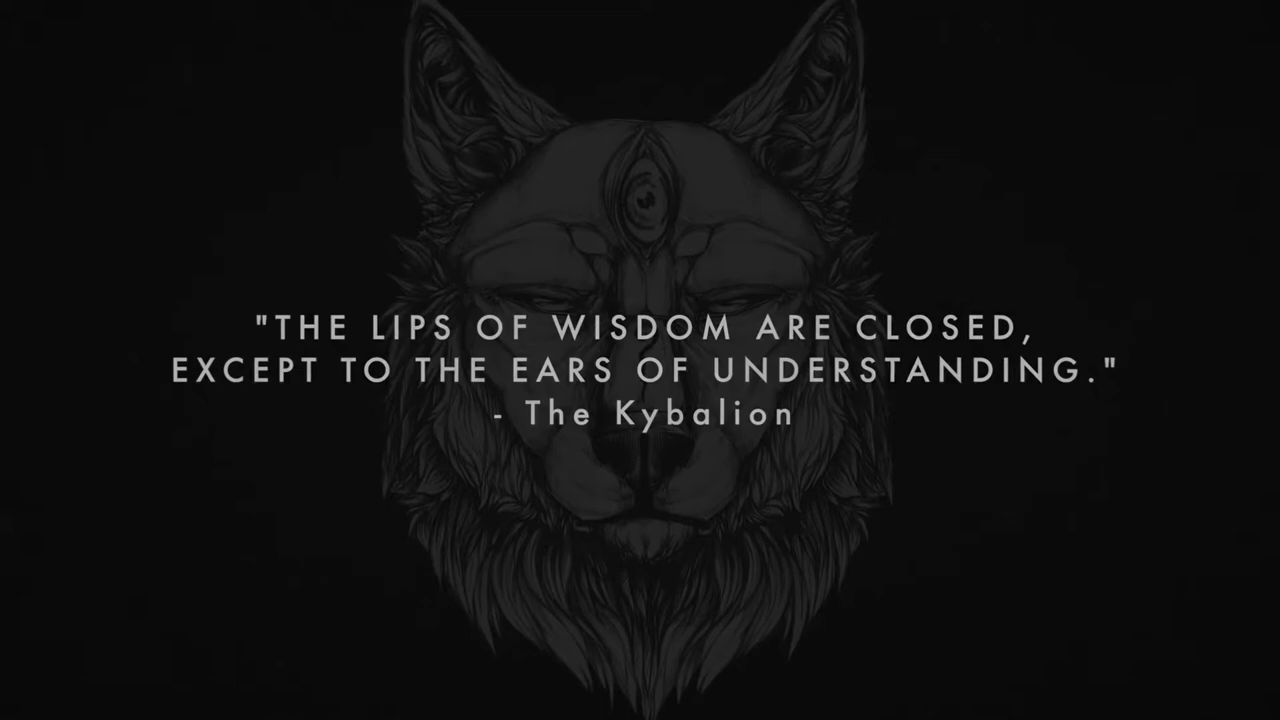 "THE LIPS OF WISDOM ARE CLOSED,
EXCEPT TO THE EARS OF UNDERSTANDING."
- The Kybalion